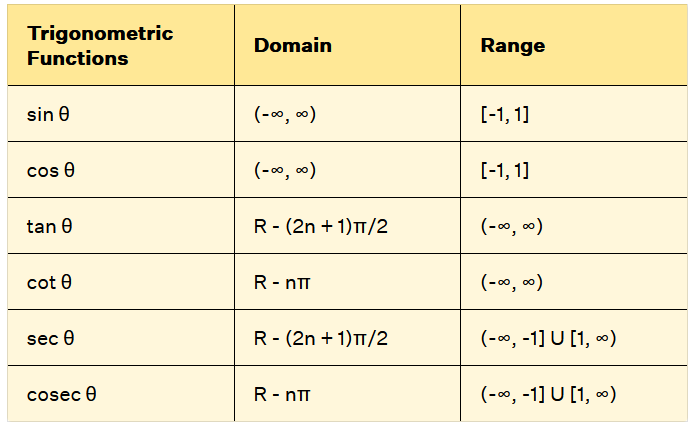 Trigonometric Functions Domain Range
sin θ (-∞, ∞) [-1, 1]
cos θ (-∞, ∞) [-1, 1]
tan θ R - (2n + 1)π/2 (-∞, ∞)
cot θ R - nπ (-∞, ∞)
sec θ R - (2n + 1)π/2 (-∞, -1] U [1, ∞)
cosec θ R - nπ (-∞, -1] U [1, ∞)